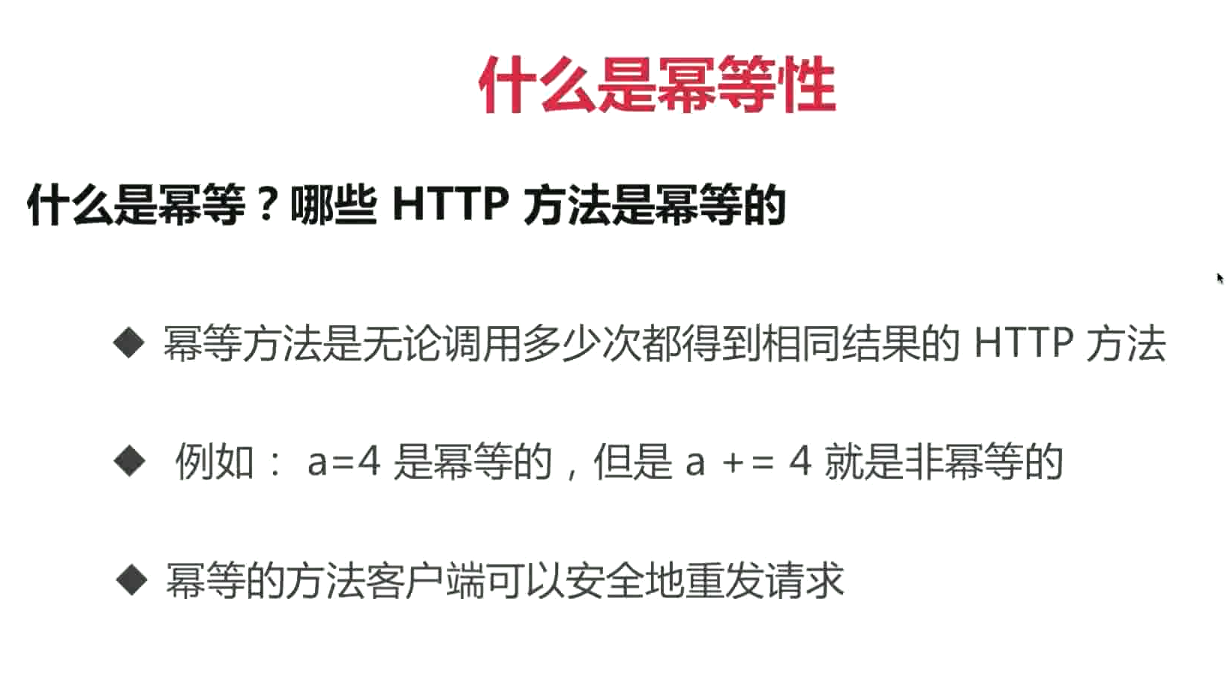 什么是幂等性
什么是幂等？哪些 HTTP 方法是幂等的
◆ 幂等方法是无论调用多少次都得到相同结果的 HTTP 方法
◆ 例如： a=4 是幂等的，但是 a += 4 就是非幂等的
◆ 幂等的方法客户端可以安全地重发请求